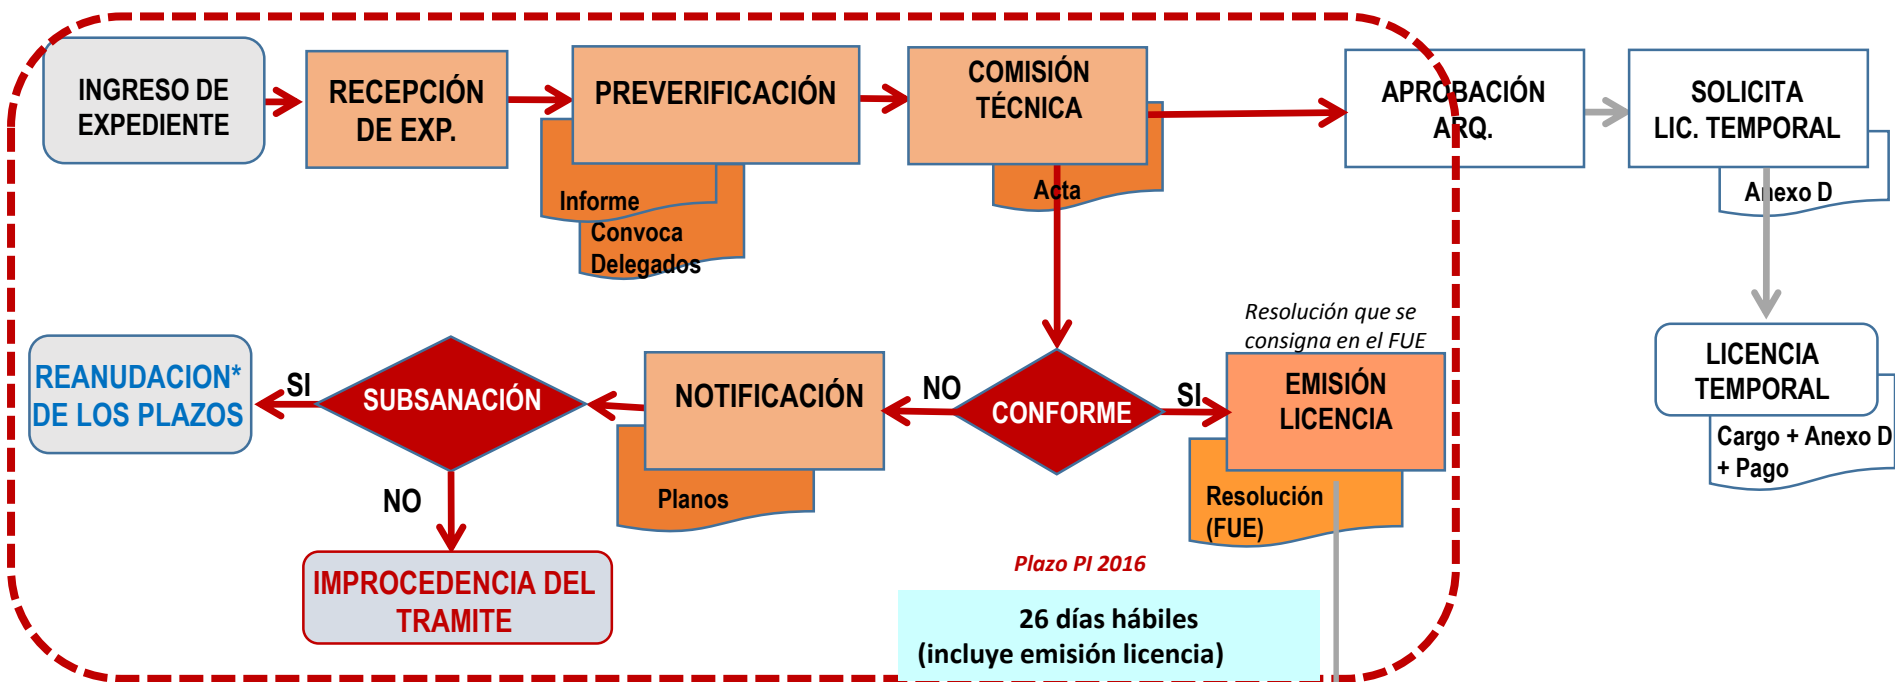 INGRESO DE
EXPEDIENTE
RECEPCIÓN
DE EXP.
PREVERIFICACIÓN
Informe
Convoca
Delegados
COMISIÓN
TÉCNICA
Acta
APROBACIÓN
ARQ.
SOLICITA
LIC. TEMPORAL
Anexo D
REANUDACION*
DE LOS PLAZOS
SI
SUBSANACIÓN
NO
IMPROCEDENCIA DEL
TRAMITE
NOTIFICACIÓN
Planos
NO
CONFORME
SI
Resolución que se
consigna en el FUE
EMISIÓN
LICENCIA
Resolución
(FUE)
LICENCIA
TEMPORAL
Cargo + Anexo D
+ Pago
Plazo PI 2016
26 días hábiles
(incluye emisión licencia)